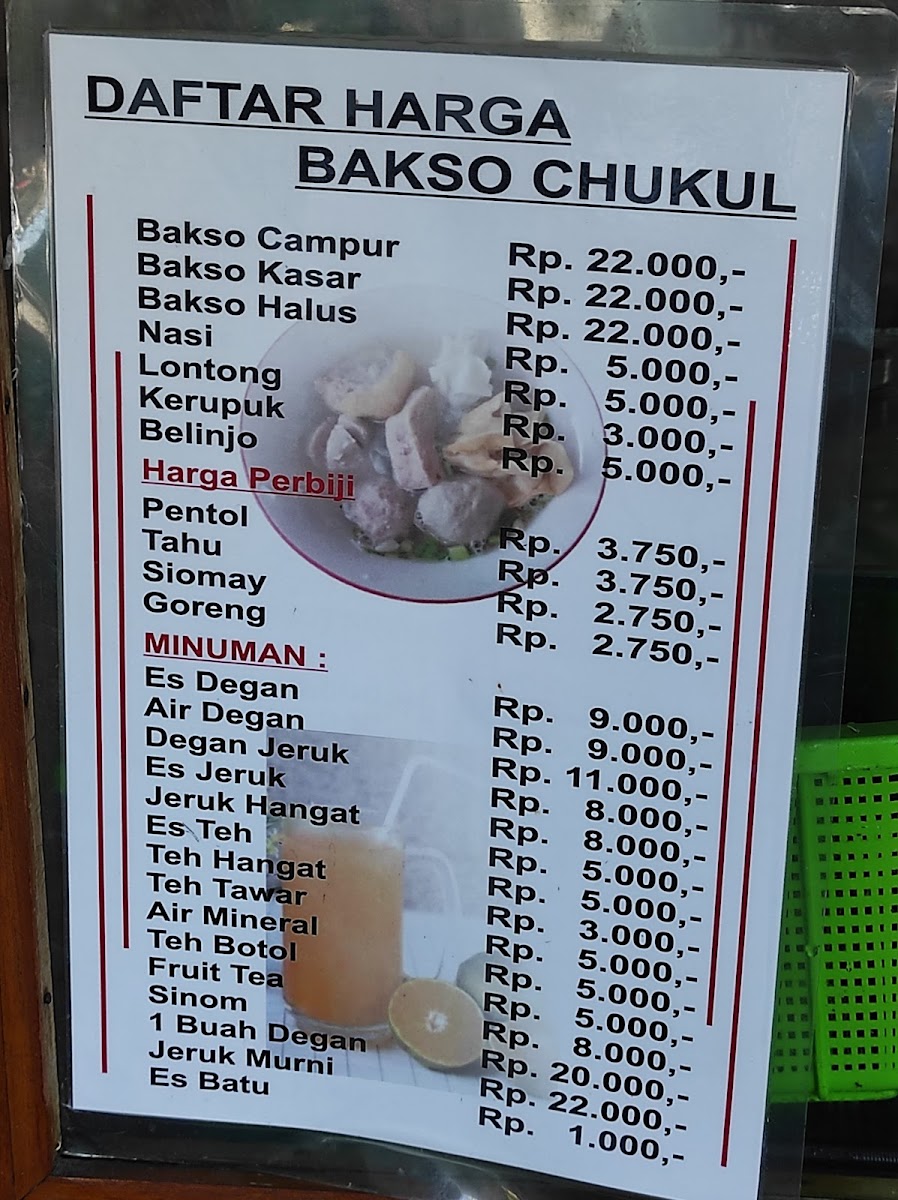 DAFTAR HARGA
BAKSO CHUKUL
Bakso Campur Rp. 22.000,-
Bakso Kasar Rp. 22.000,-
Bakso Halus Rp. 22.000,-
Nasi Rp. 5.000,-
Lontong Rp. 5.000,-
Kerupuk Rp. 3.000,-
Belinjo Rp. 5.000,-
Harga Perbiji
Pentol Rp. 3.750,-
Tahu Rp. 3.750,-
Siomay Rp. 2.750,-
Goreng Rp. 2.750,-
MINUMAN :
Es Degan Rp. 9.000,-
Air Degan Rp. 9.000,-
Degan Jeruk Rp. 11.000,-
Es Jeruk Rp. 8.000,-
Jeruk Hangat Rp. 8.000,-
Es Teh Rp. 5.000,-
Teh Hangat Rp. 5.000,-
Teh Tawar Rp. 3.000,-
Air Mineral Rp. 5.000,-
Teh Botol Rp. 5.000,-
Fruit Tea Rp. 5.000,-
Sinom Rp. 8.000,-
1 Buah Degan Rp. 20.000,-
Jeruk Murni Rp. 22.000,-
Es Batu Rp. 1.000,-